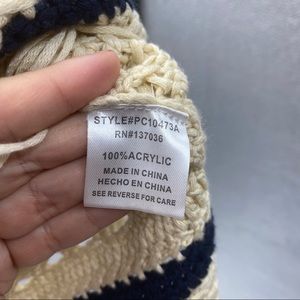 STYLE#PC10473A
RN#137036
100%ACRYLIC
MADE IN CHINA
HECHO EN CHINA
SEE REVERSE FOR CARE